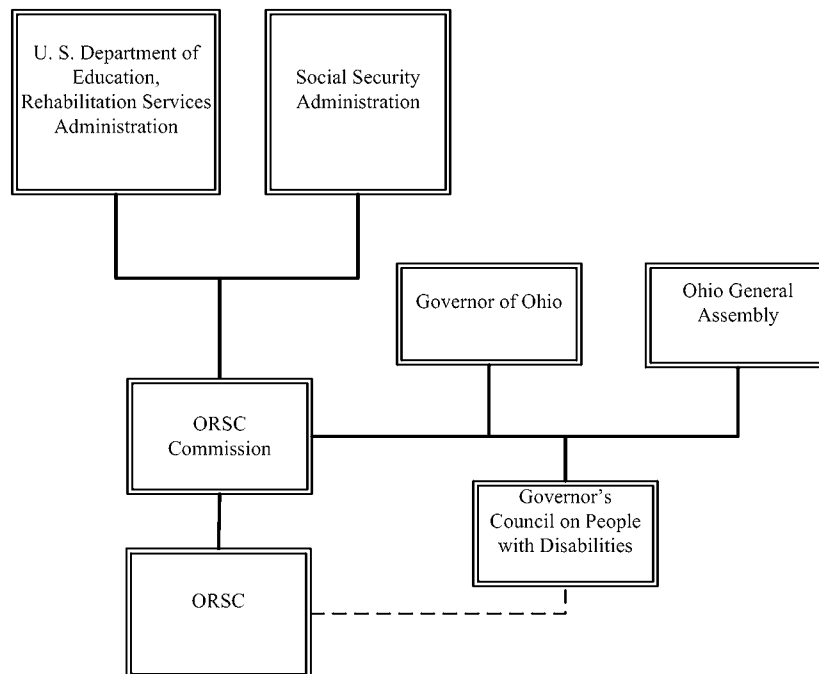 U. S. Department of
Education,
Rehabilitation Services
Administration
Social Security
Administration
Governor of Ohio
Ohio General
Assembly
ORSC
Commission
Governor’s
Council on People
with Disabilities
ORSC